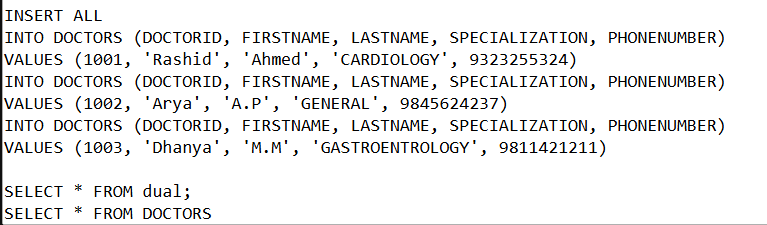 INSERT ALL
INTO DOCTORS (DOCTORID, FIRSTNAME, LASTNAME, SPECIALIZATION, PHONENUMBER)
VALUES (1001, 'Rashid', 'Ahmed', 'CARDIOLOGY', 9323255324)
INTO DOCTORS (DOCTORID, FIRSTNAME, LASTNAME, SPECIALIZATION, PHONENUMBER)
VALUES (1002, 'Arya', 'A.P', 'GENERAL', 9845624237)
INTO DOCTORS (DOCTORID, FIRSTNAME, LASTNAME, SPECIALIZATION, PHONENUMBER)
VALUES (1003, 'Dhanya', 'M.M', 'GASTROENTROLOGY', 9811421211)
SELECT * FROM dual;
SELECT * FROM DOCTORS